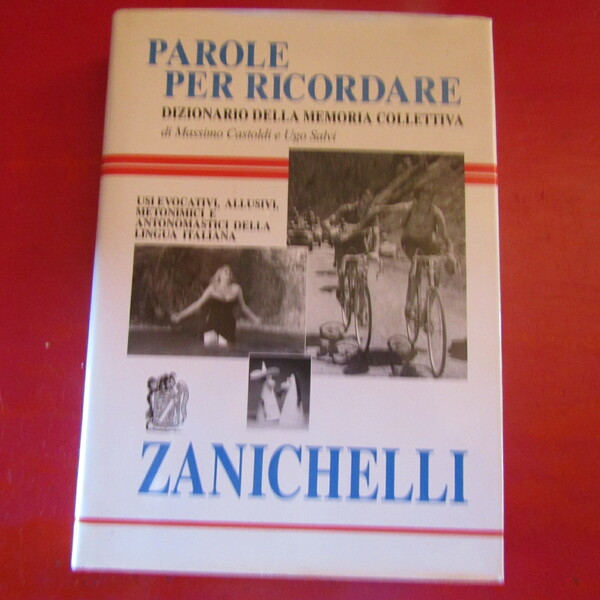 PAROLE
PER RICORDARE
DIZIONARIO DELLA MEMORIA COLLETTIVA
di Massimo Castoldi e Ugo Salvi
USI EVOCATIVI, ALLUSIVI,
METONIMICI E
ANTONOMASTICI DELLA
LINGUA ITALIANA
ZANICHELLI